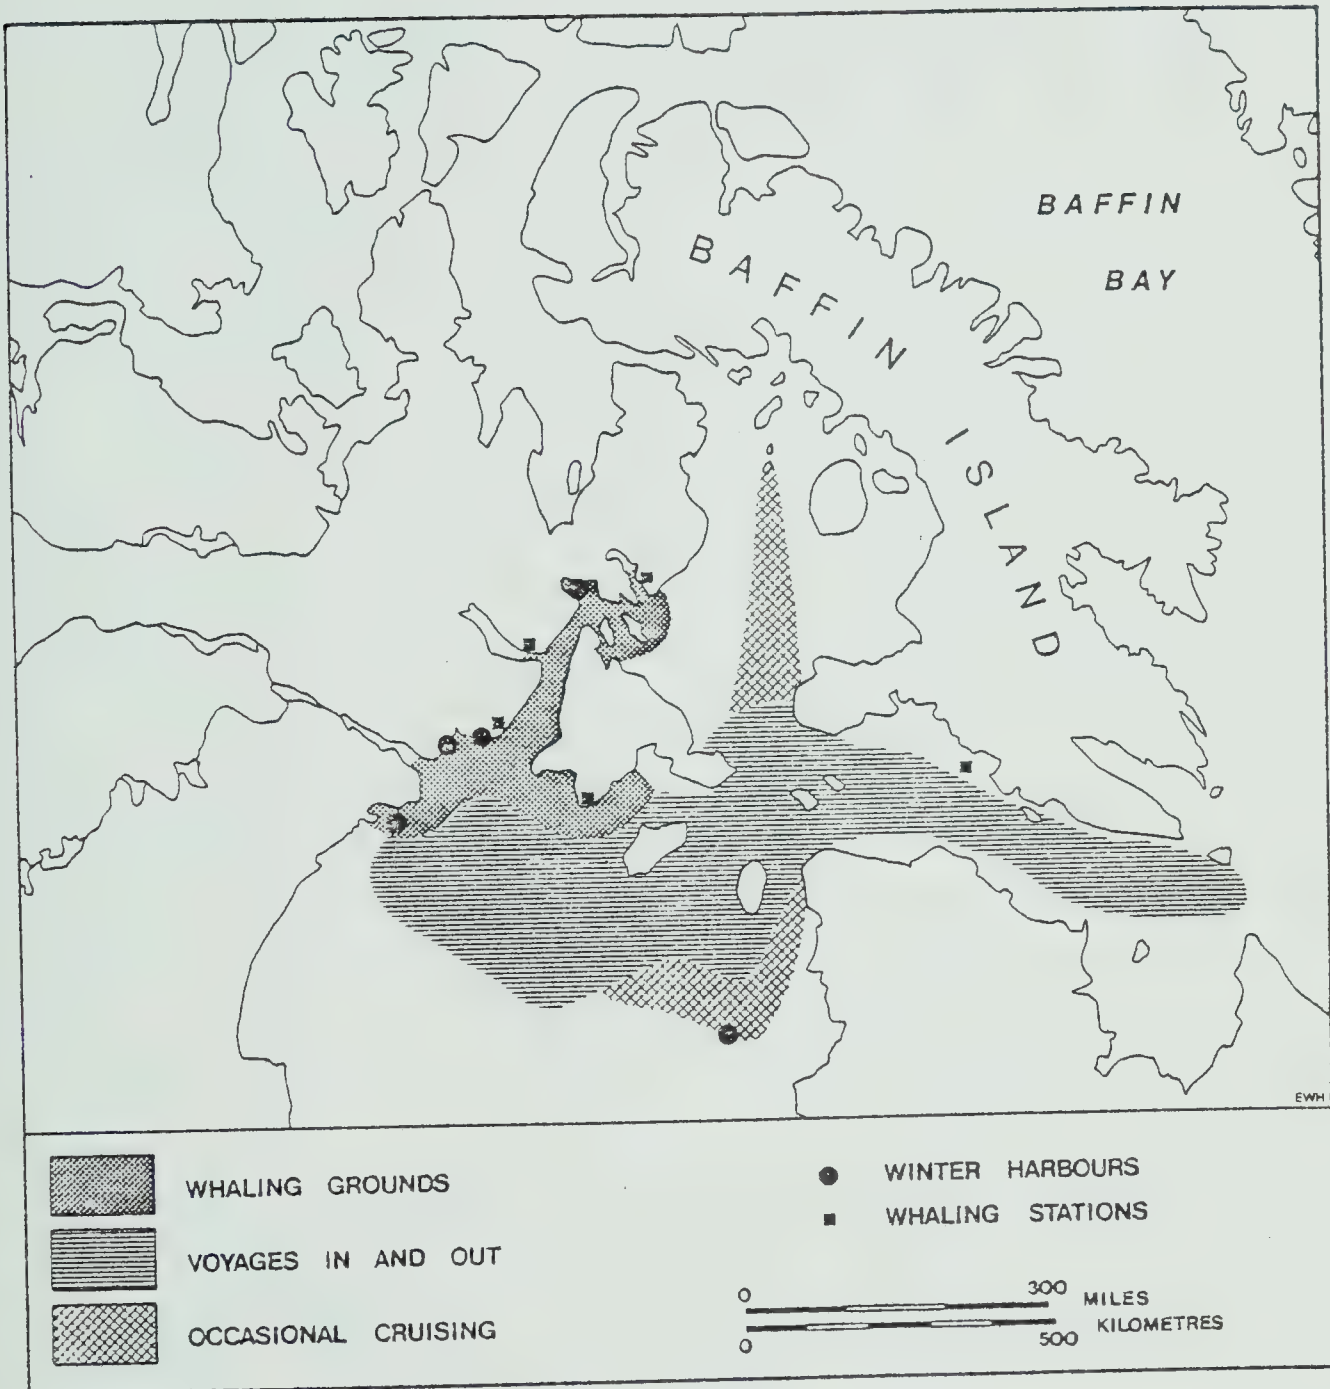 BAFFIN
BAY
BAFFIN ISLAND
EWH
WHALING GROUNDS
VOYAGES IN AND OUT
OCCASIONAL CRUISING
WINTER HARBOURS
WHALING STATIONS
0 300 MILES
KILOMETRES
0 500